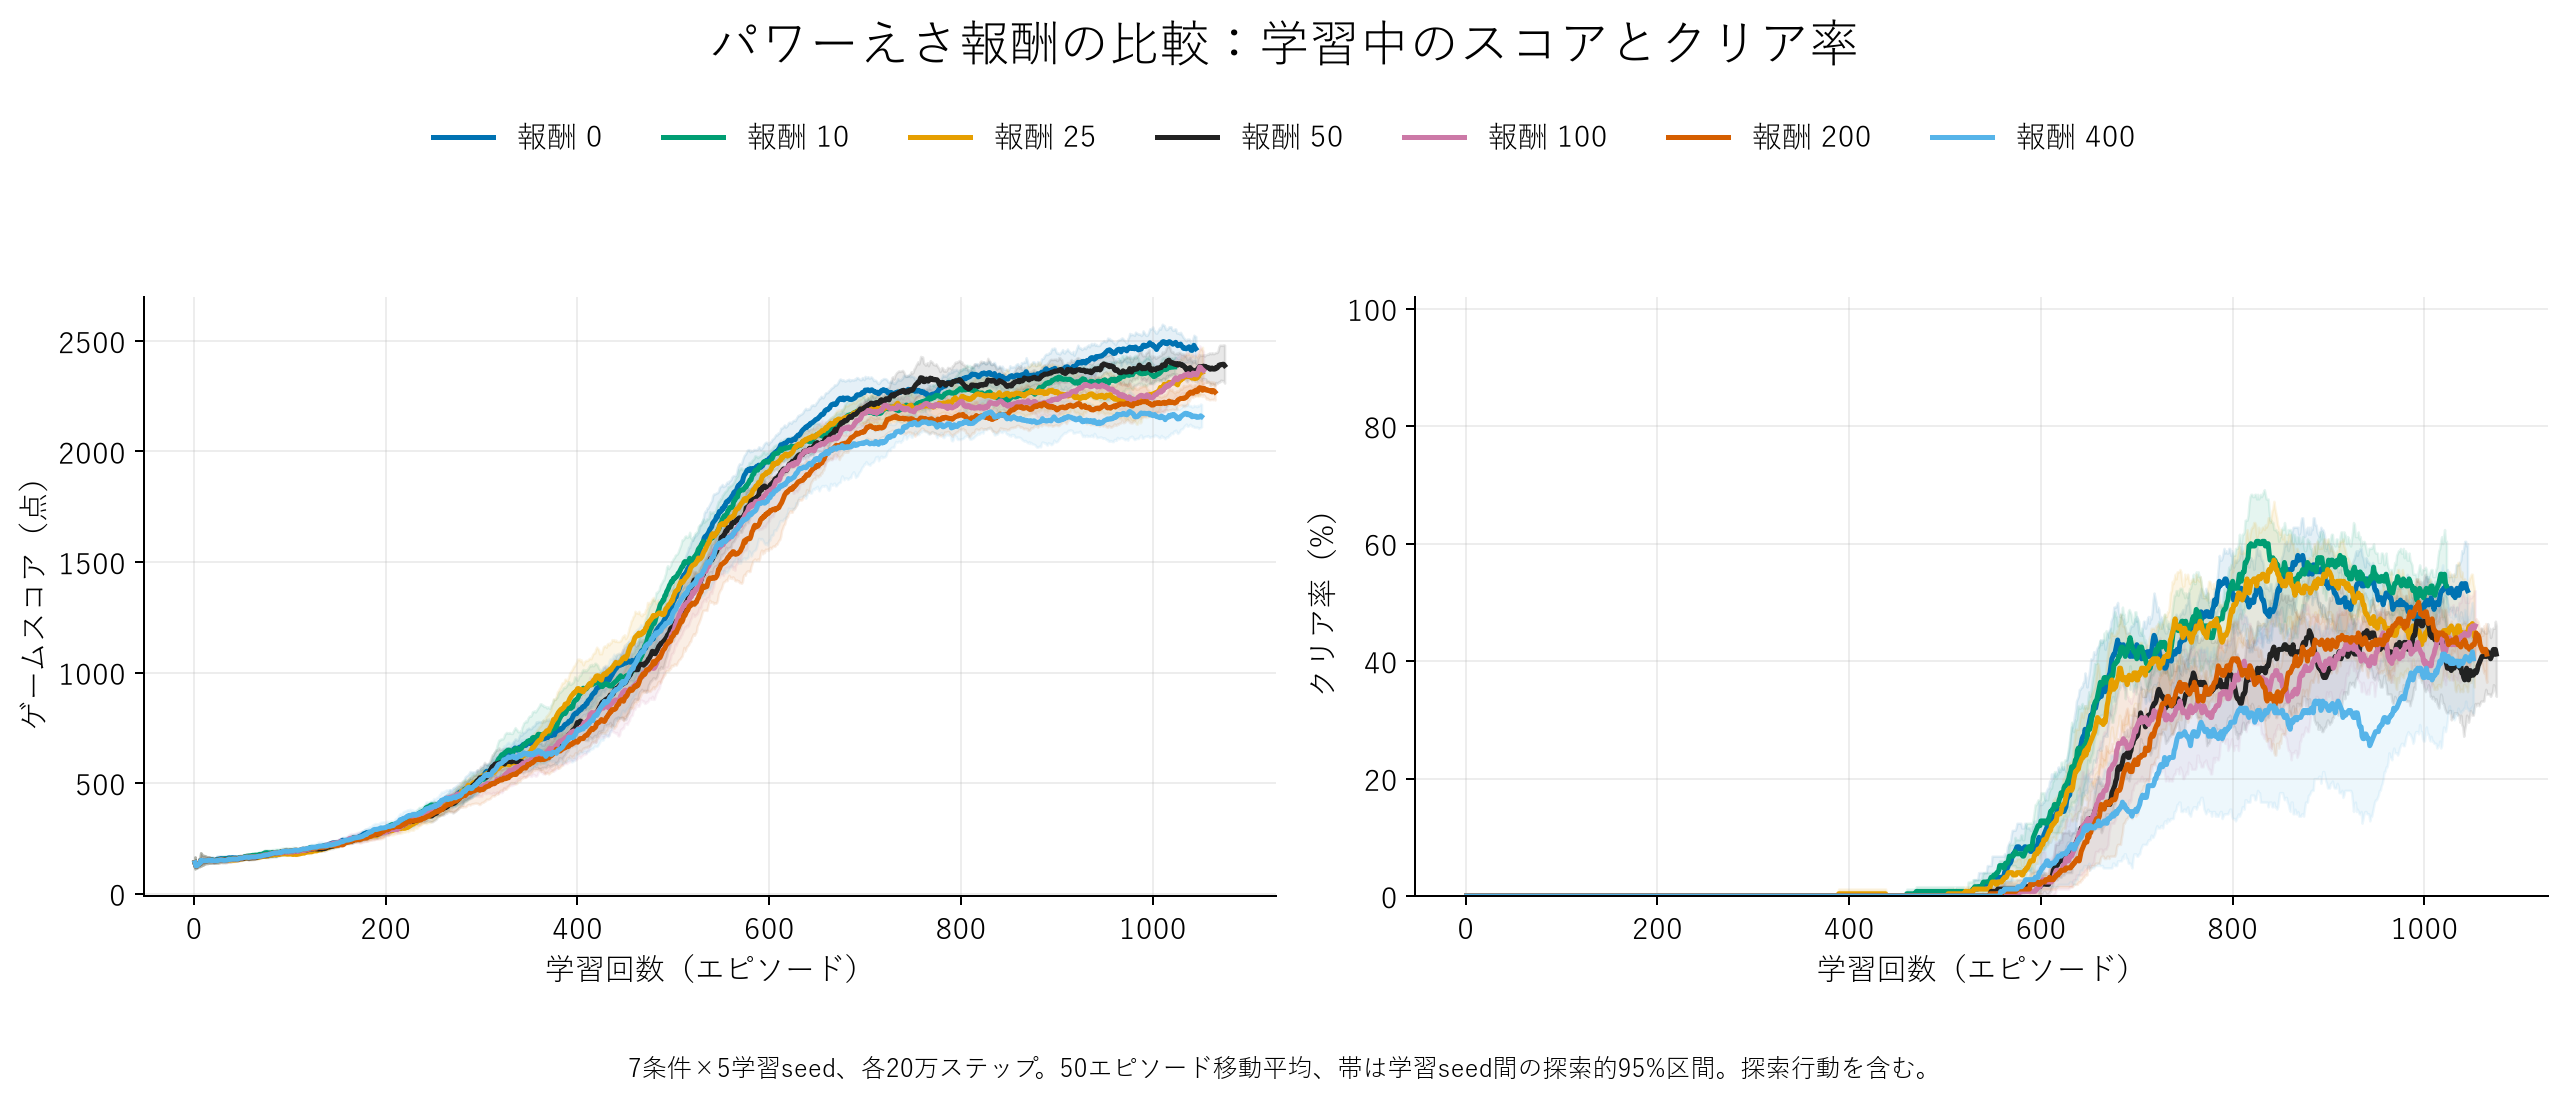 パワーえさ報酬の比較：学習中のスコアとクリア率
報酬 0 報酬 10 報酬 25 報酬 50 報酬 100 報酬 200 報酬 400
ゲームスコア（点）
2500
2000
1500
1000
500
0
0 200 400 600 800 1000
学習回数（エピソード）
クリア率（%）
100
80
60
40
20
0
0 200 400 600 800 1000
学習回数（エピソード）
7条件×5学習seed、各20万ステップ。50エピソード移動平均、帯は学習seed間の探索的95%区間。探索行動を含む。